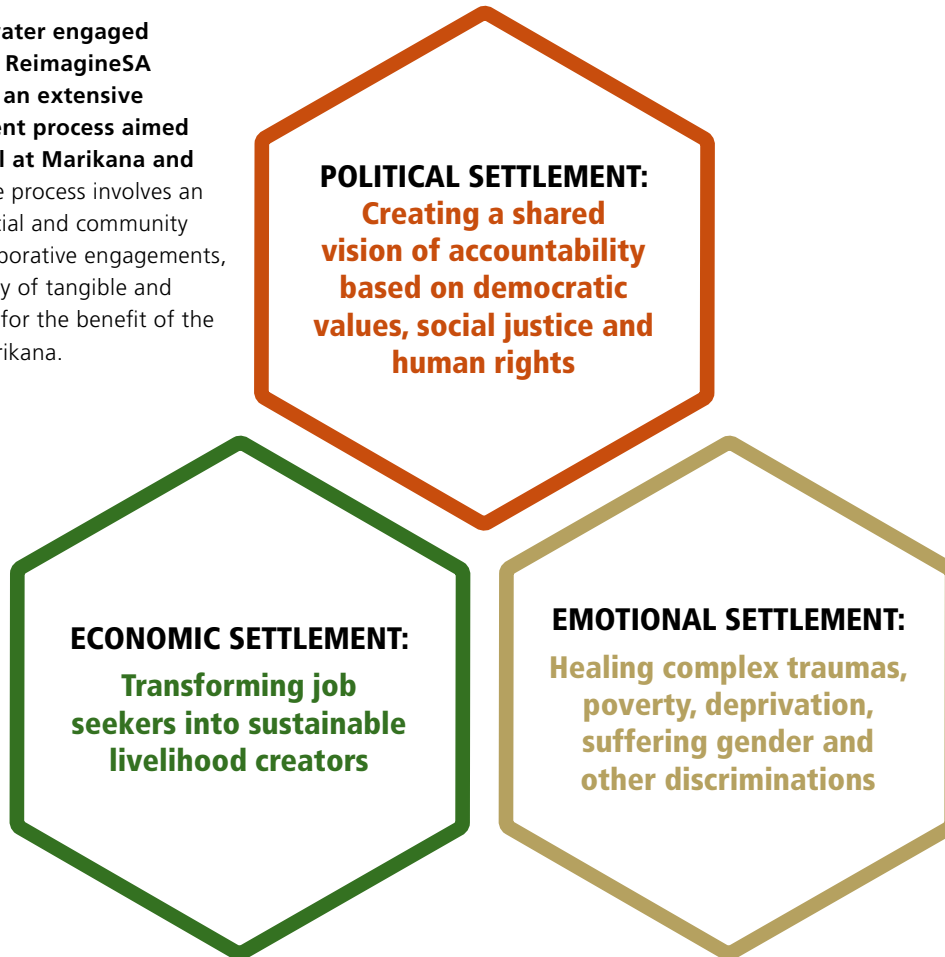 ater engaged
ReimagineSA
an extensive
ent process aimed
l at Marikana and
e process involves an
cial and community
porative engagements,
y of tangible and
for the benefit of the
rikana.
POLITICAL SETTLEMENT:
Creating a shared
vision of accountability
based on democratic
values, social justice and
human rights
ECONOMIC SETTLEMENT:
Transforming job
seekers into sustainable
livelihood creators
EMOTIONAL SETTLEMENT:
Healing complex traumas,
poverty, deprivation,
suffering gender and
other discriminations